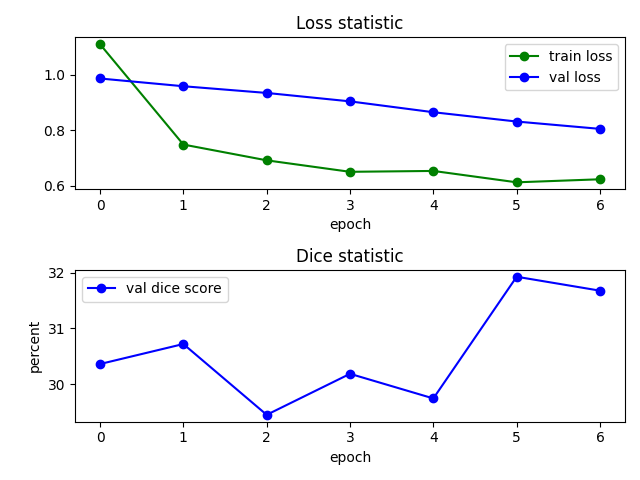 Loss statistic
train loss
val loss
1.0
0.8
0.6
0 1 2 3 4 5 6
epoch
Dice statistic
val dice score
32
31
30
percent
0 1 2 3 4 5 6
epoch